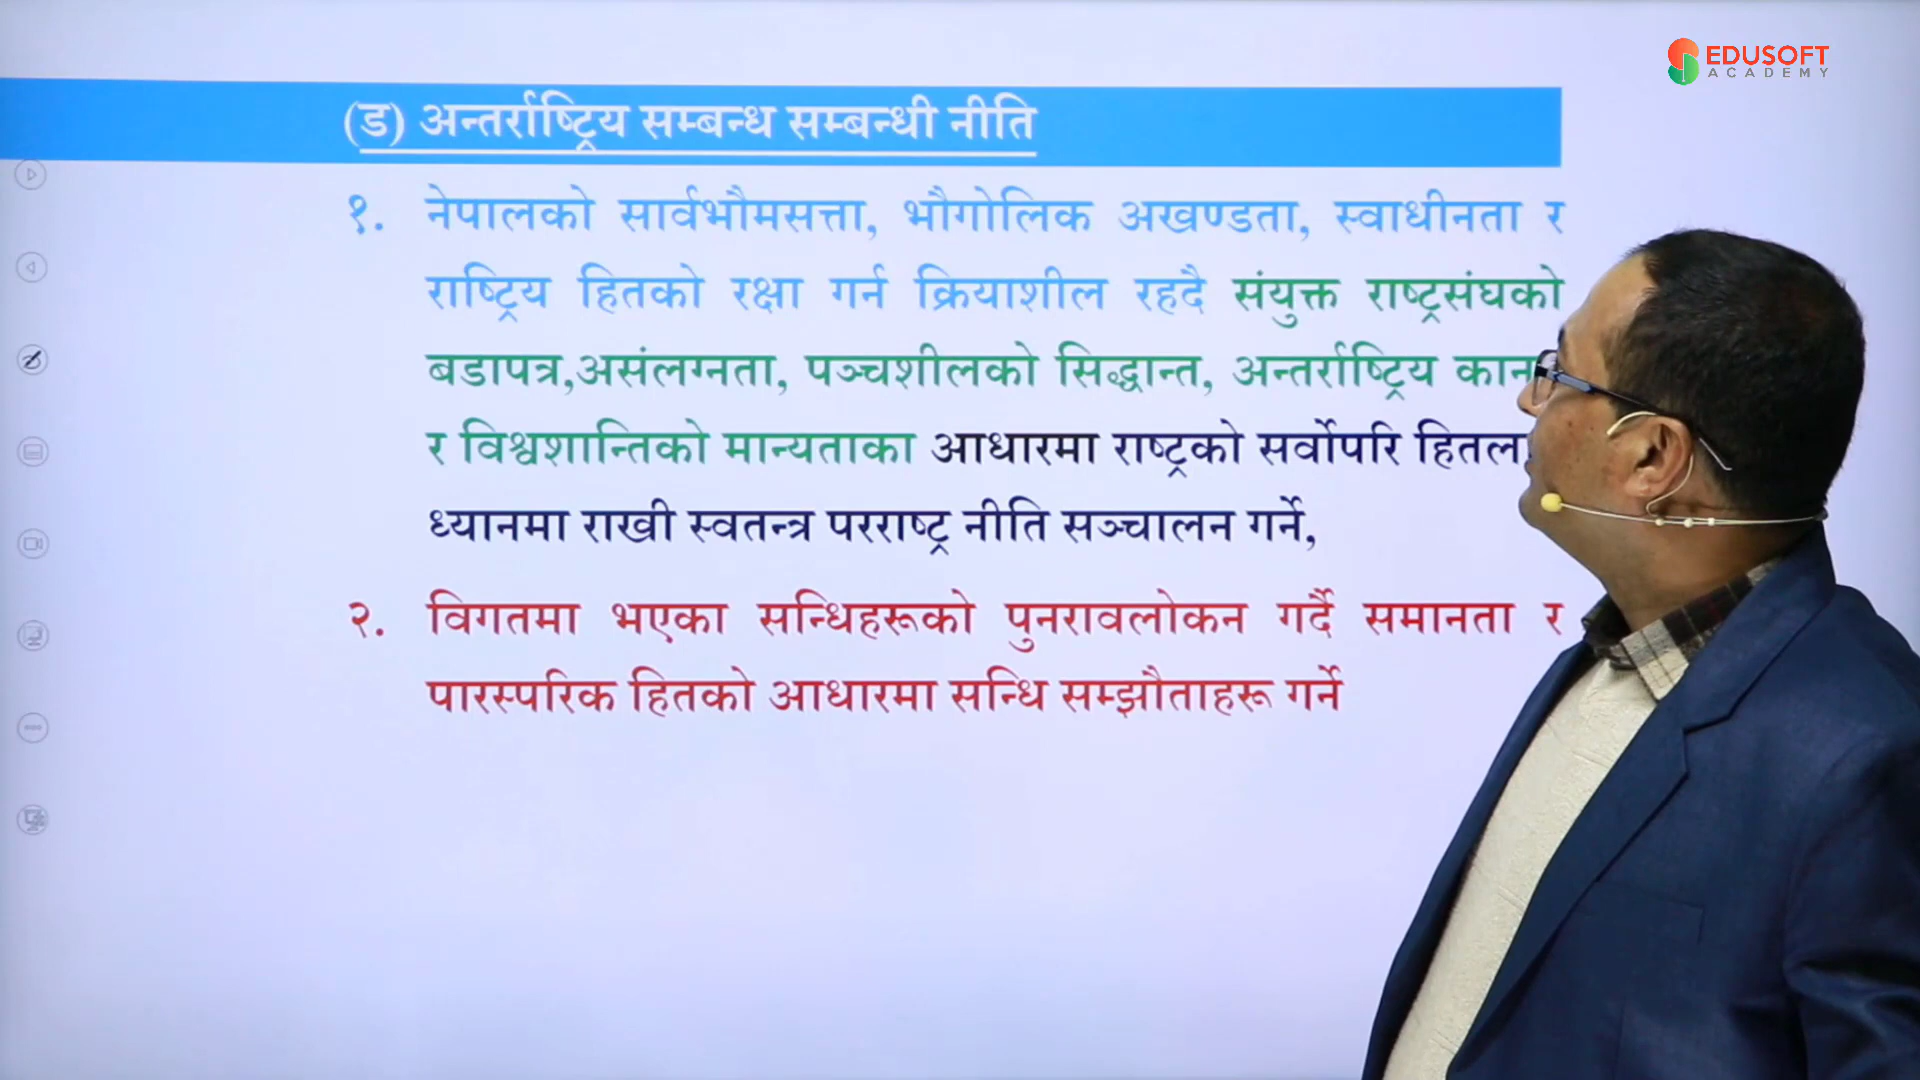 EDUSOFT
ACADEMY
(ड) अन्तर्राष्ट्रिय सम्बन्ध सम्बन्धी नीति
१. नेपालको सार्वभौमसत्ता, भौगोलिक अखण्डता, स्वाधीनता र
राष्ट्रिय हितको रक्षा गर्न क्रियाशील रहदै संयुक्त राष्ट्रसंघको
बडापत्र,असंलग्नता, पञ्चशीलको सिद्धान्त, अन्तर्राष्ट्रिय
र विश्वशान्तिको मान्यताका आधारमा राष्ट्रको सर्वोपरि
ध्यानमा राखी स्वतन्त्र परराष्ट्र नीति सञ्चालन गर्ने,
२. विगतमा भएका सन्धिहरूको पुनरावलोकन गर्दै समानता र
पारस्परिक हितको आधारमा सन्धि सम्झौताहरू गर्ने